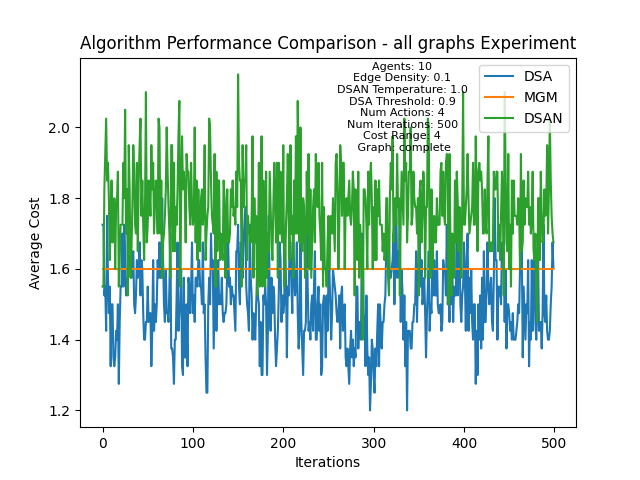 Algorithm Performance Comparison - all graphs Experiment
Agents: 10
Edge Density: 0.1
DSAN Temperature: 1.0
DSA Threshold: 0.9
Num Actions: 4
Num Iterations: 500
Cost Range: 4
Graph: complete
DSA
MGM
DSAN
Average Cost
2.0
1.8
1.6
1.4
1.2
0
100
200
300
400
500
Iterations